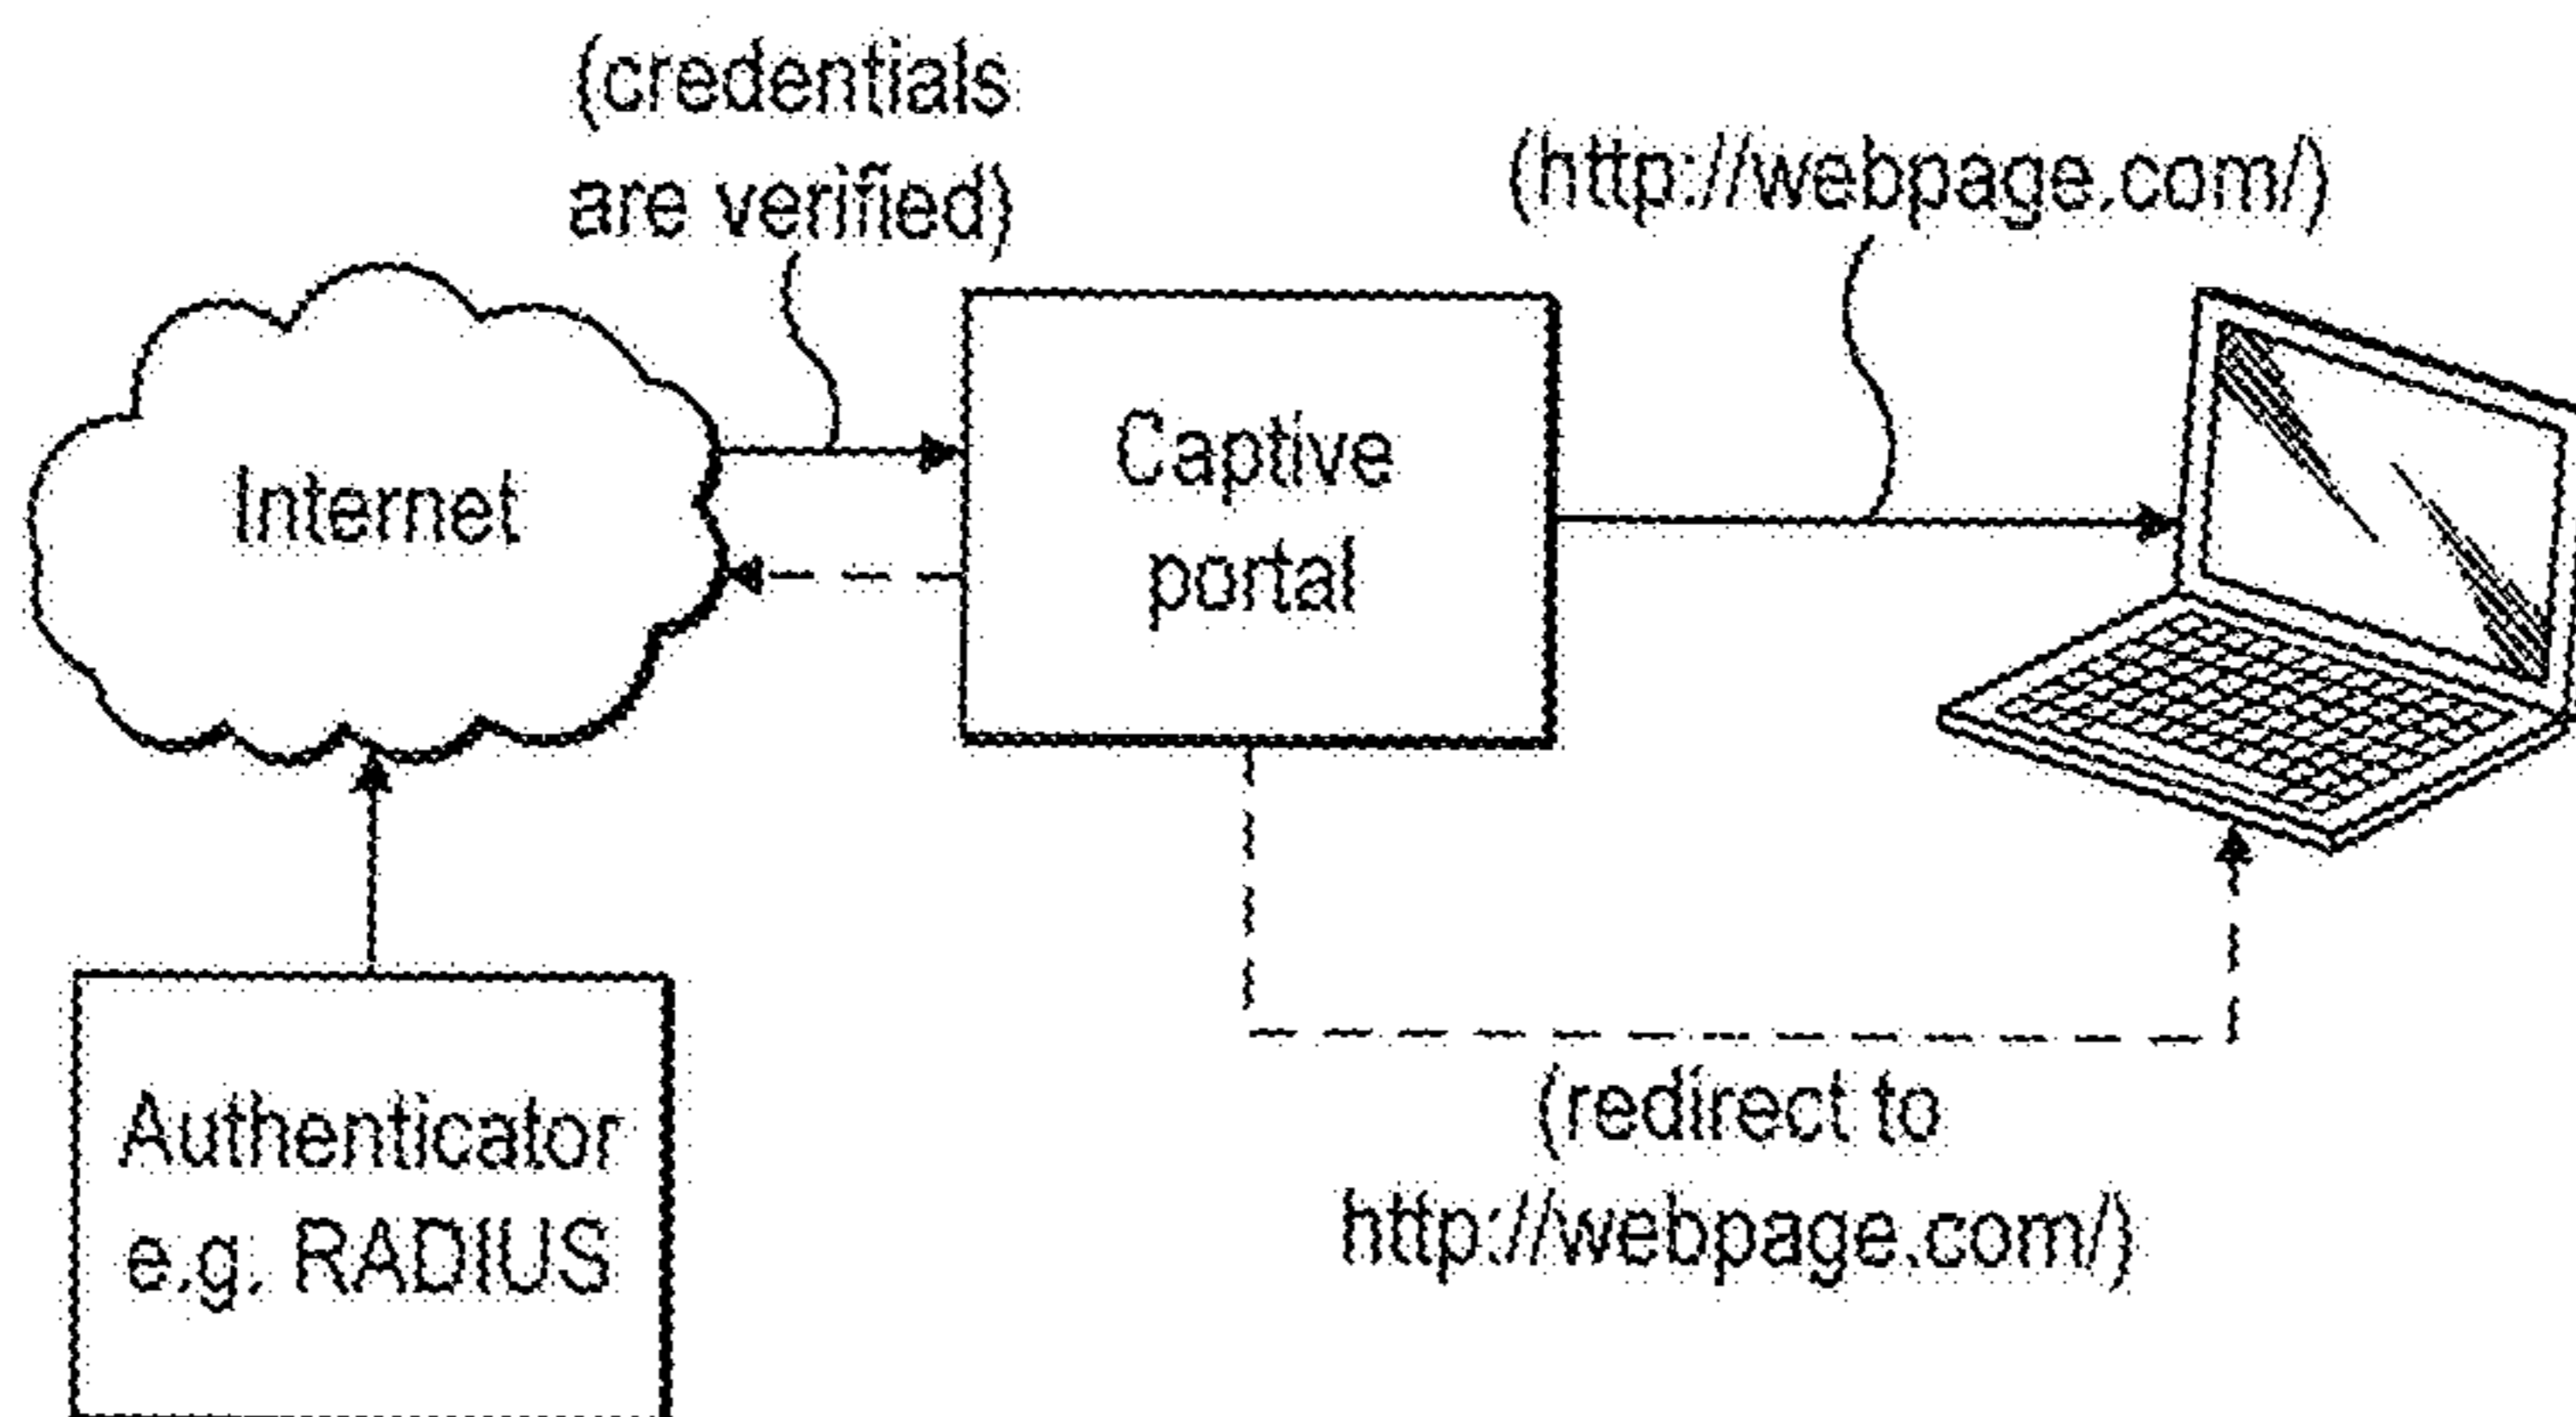 (credentials
are verified)
(http://webpage.com/)
Internet
Captive
portal
Authenticator
e.g. RADIUS
(redirect to
http://webpage.com/)